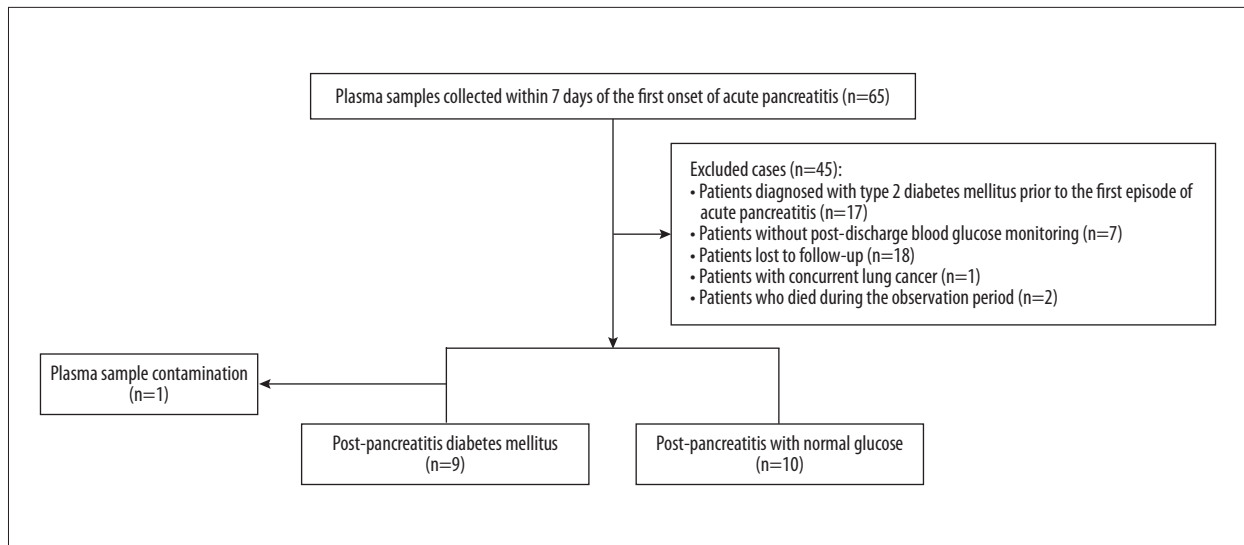 Plasma samples collected within 7 days of the first onset of acute pancreatitis (n=65)
Excluded cases (n=45):
• Patients diagnosed with type 2 diabetes mellitus prior to the first episode of
acute pancreatitis (n=17)
• Patients without post-discharge blood glucose monitoring (n=7)
• Patients lost to follow-up (n=18)
• Patients with concurrent lung cancer (n=1)
• Patients who died during the observation period (n=2)
Plasma sample contamination
(n=1)
Post-pancreatitis diabetes mellitus
(n=9)
Post-pancreatitis with normal glucose
(n=10)